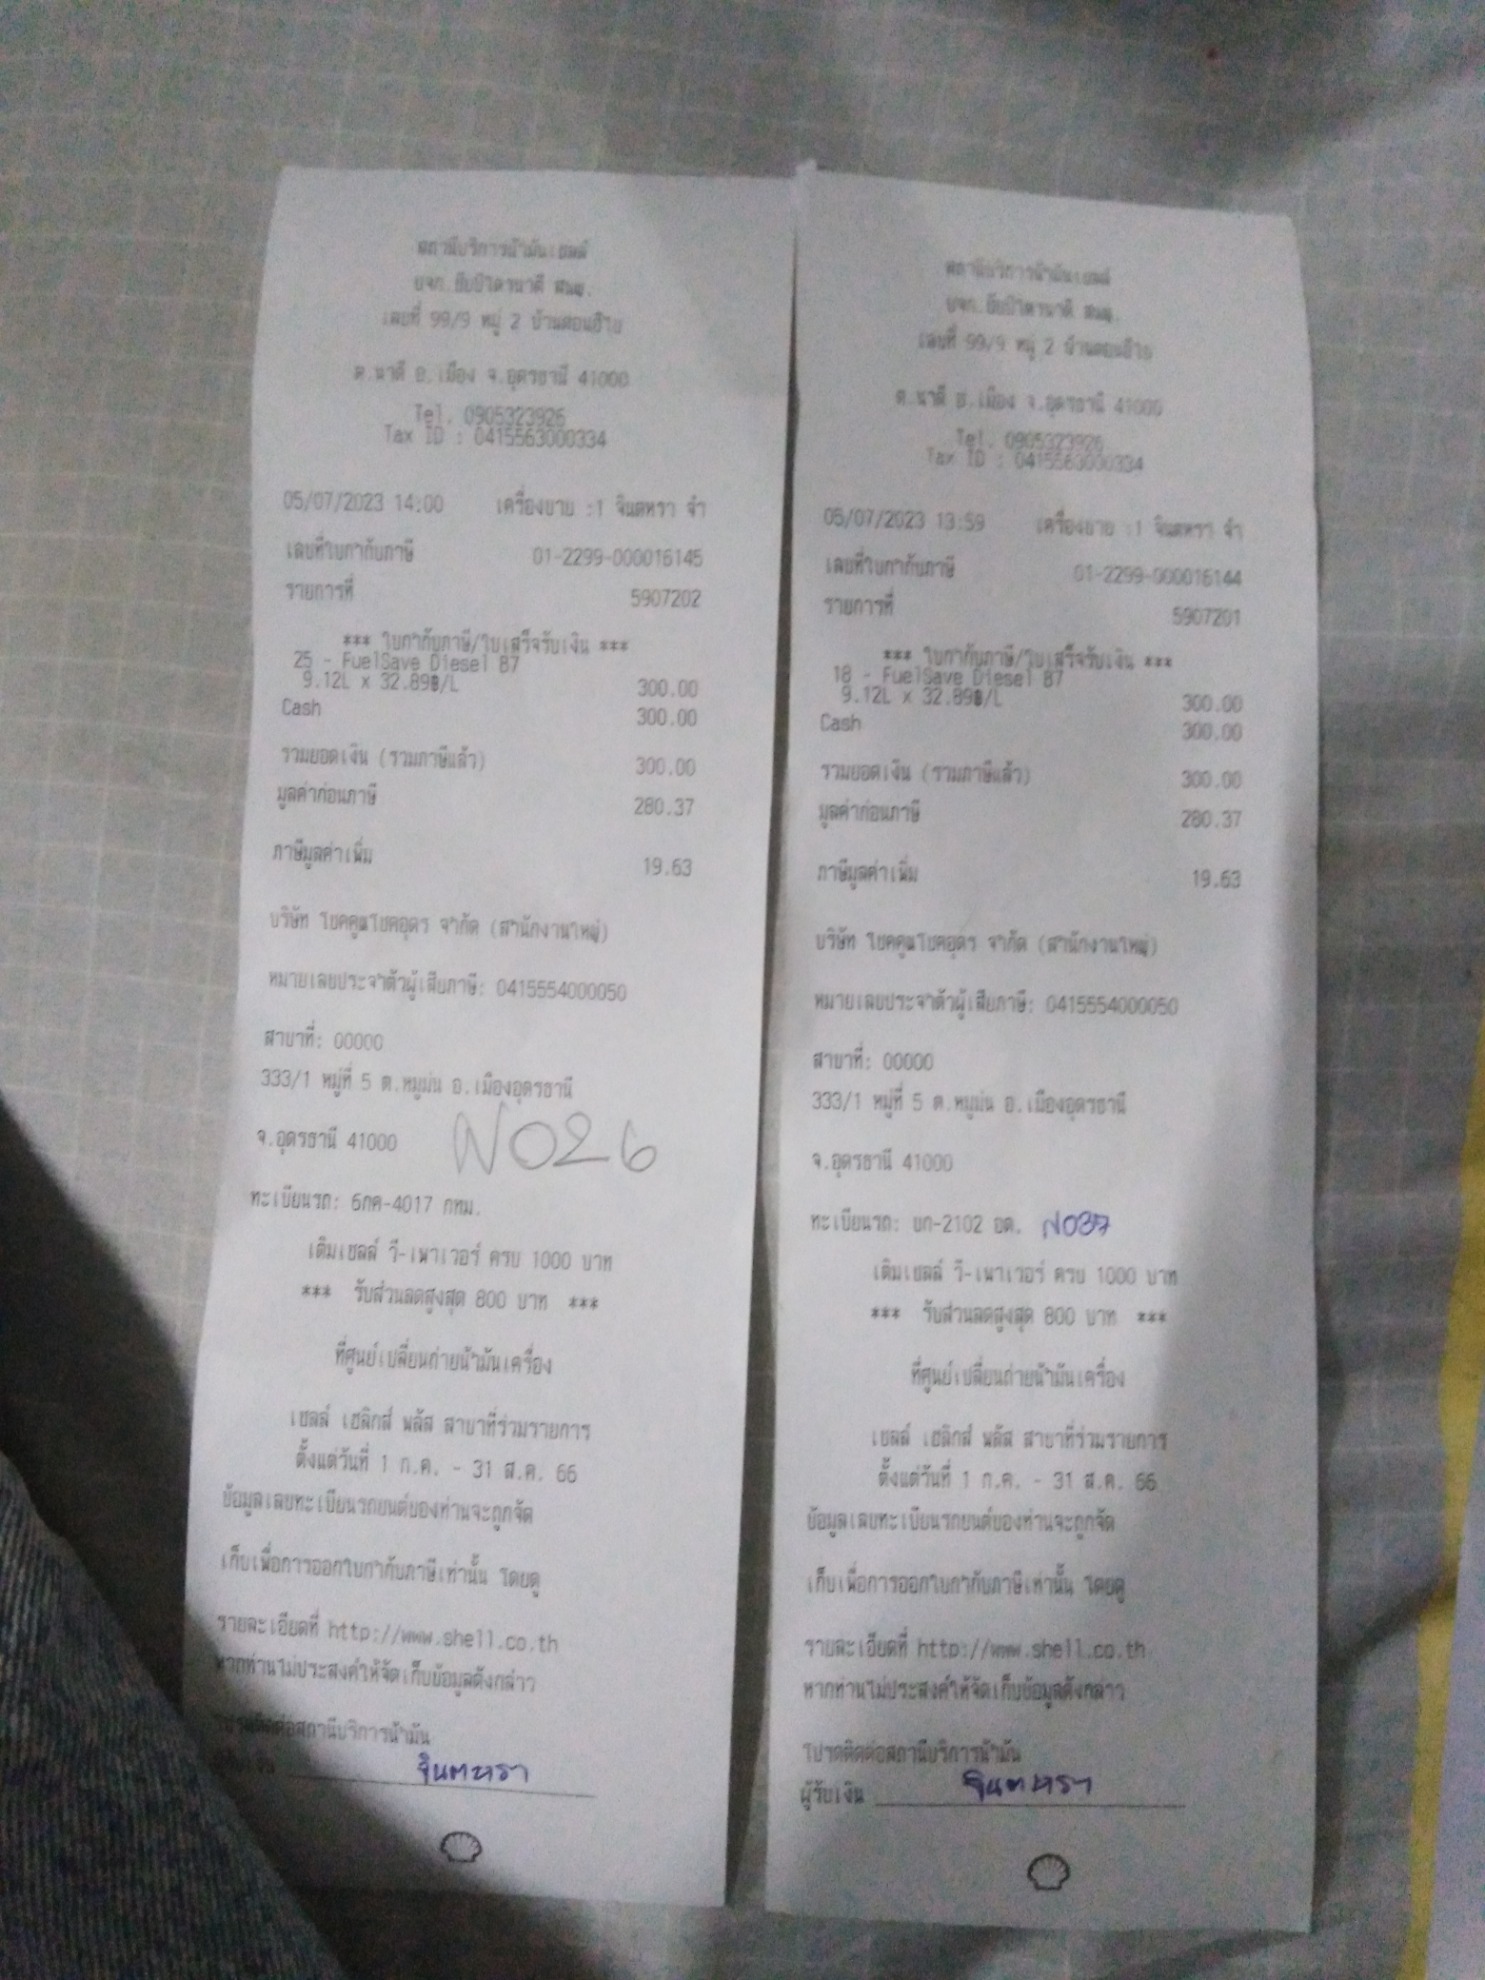 สถานีบริการน้ำมันเชลล์
บจก.
เลขที่ 99/9 หมู่ 2
ต.นาดี อ.เมือง จ.อุดรธานี 41000
Tel. 0905323926
Tax ID : 0415563000334
05/07/2023 14:00 เครื่องขาย :1 จินตหรา จำ
เลขที่ใบกำกับภาษี 01-2299-000016145
รายการที่ 5907202
*** ใบกำกับภาษี/ใบเสร็จรับเงิน ***
25 - FuelSave Diesel B7
9.12L x 32.89฿/L 300.00
Cash 300.00
รวมยอดเงิน (รวมภาษีแล้ว) 300.00
มูลค่าก่อนภาษี 280.37
ภาษีมูลค่าเพิ่ม 19.63
บริษัท โชคคูณโชคอุดร จำกัด (สำนักงานใหญ่)
หมายเลขประจำตัวผู้เสียภาษี: 0415554000050
สาขาที่: 00000
333/1 หมู่ที่ 5 ต.หมูม่น อ.เมืองอุดรธานี
จ.อุดรธานี 41000 NO26
ทะเบียนรถ: 6กค-4017 กทม.
เติมเชลล์ วี-เพาเวอร์ ครบ 1000 บาท
*** รับส่วนลดสูงสุด 800 บาท ***
ที่ศูนย์เปลี่ยนถ่ายน้ำมันเครื่อง
เชลล์ เฮลิกส์ พลัส สาขาที่ร่วมรายการ
ตั้งแต่วันที่ 1 ก.ค. - 31 ส.ค. 66
ข้อมูลเลขทะเบียนรถยนต์ของท่านจะถูกจัด
เก็บเพื่อการออกใบกำกับภาษีเท่านั้น โดยดู
รายละเอียดที่ http://www.shell.co.th
หากท่านไม่ประสงค์ให้จัดเก็บข้อมูลดังกล่าว
โปรดติดต่อสถานีบริการน้ำมัน
จินตหรา
สถานีบริการน้ำมันเชลล์
บจก.
เลขที่ 99/9 หมู่ 2
ต.นาดี อ.เมือง จ.อุดรธานี 41000
Tel. 0905323926
Tax ID : 0415563000334
05/07/2023 13:59 เครื่องขาย :1 จินตหรา จำ
เลขที่ใบกำกับภาษี 01-2299-000016144
รายการที่ 5907201
*** ใบกำกับภาษี/ใบเสร็จรับเงิน ***
18 - FuelSave Diesel B7
9.12L x 32.89฿/L 300.00
Cash 300.00
รวมยอดเงิน (รวมภาษีแล้ว) 300.00
มูลค่าก่อนภาษี 280.37
ภาษีมูลค่าเพิ่ม 19.63
บริษัท โชคคูณโชคอุดร จำกัด (สำนักงานใหญ่)
หมายเลขประจำตัวผู้เสียภาษี: 0415554000050
สาขาที่: 00000
333/1 หมู่ที่ 5 ต.หมูม่น อ.เมืองอุดรธานี
จ.อุดรธานี 41000
ทะเบียนรถ: บก-2102 อด. NO37
เติมเชลล์ วี-เพาเวอร์ ครบ 1000 บาท
*** รับส่วนลดสูงสุด 800 บาท ***
ที่ศูนย์เปลี่ยนถ่ายน้ำมันเครื่อง
เชลล์ เฮลิกส์ พลัส สาขาที่ร่วมรายการ
ตั้งแต่วันที่ 1 ก.ค. - 31 ส.ค. 66
ข้อมูลเลขทะเบียนรถยนต์ของท่านจะถูกจัด
เก็บเพื่อการออกใบกำกับภาษีเท่านั้น โดยดู
รายละเอียดที่ http://www.shell.co.th
หากท่านไม่ประสงค์ให้จัดเก็บข้อมูลดังกล่าว
โปรดติดต่อสถานีบริการน้ำมัน
ผู้รับเงิน จินตหรา